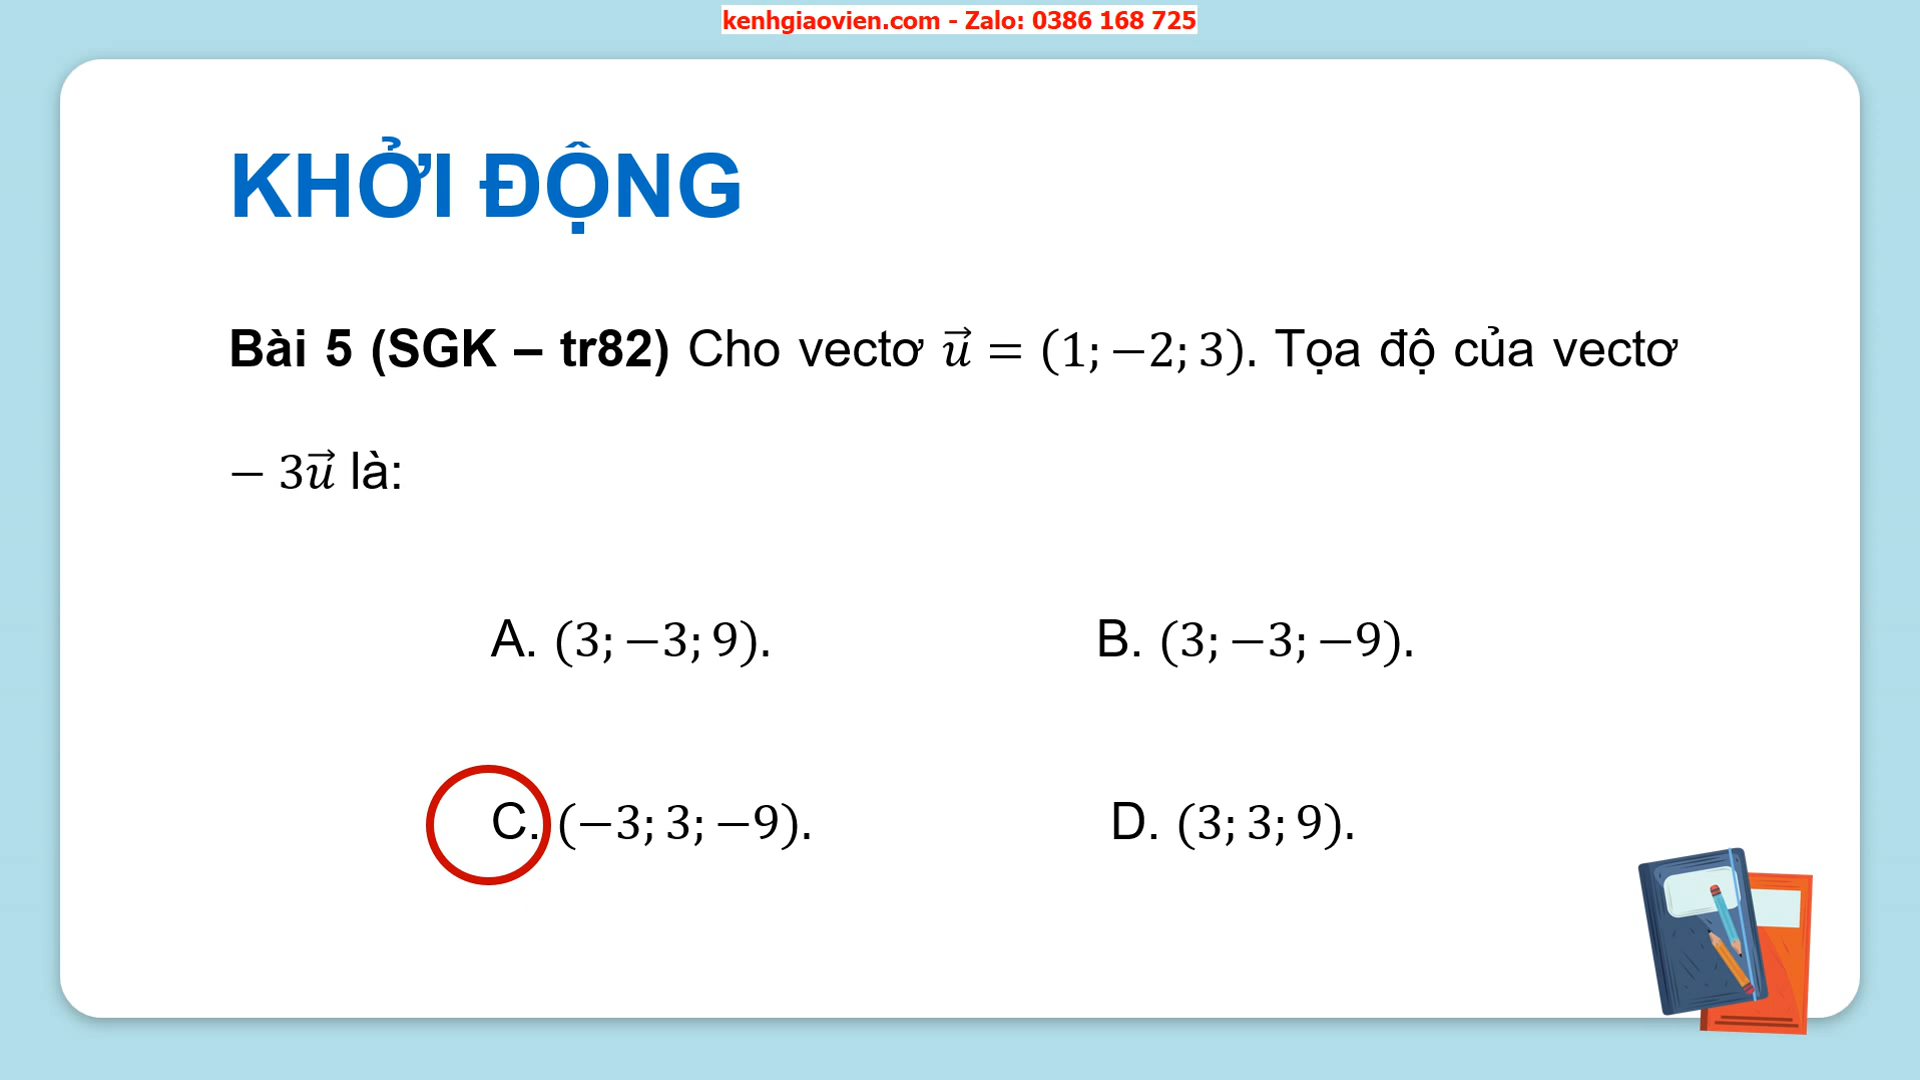 kenhgiaovien.com - Zalo: 0386 168 725
KHỞI ĐỘNG
Bài 5 (SGK – tr82) Cho vectơ u⃗ = (1; −2; 3). Tọa độ của vectơ
− 3u⃗ là:
A. (3; −3; 9). B. (3; −3; −9).
C. (−3; 3; −9). D. (3; 3; 9).